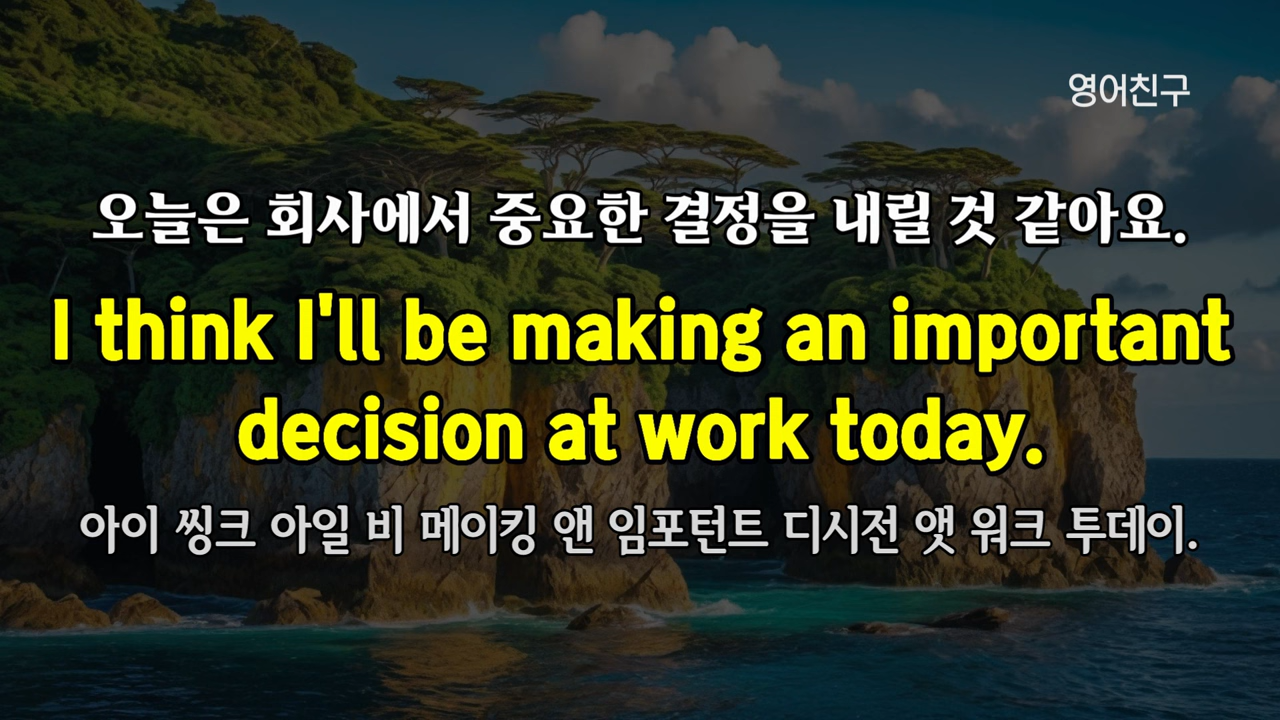 영어친구
오늘은 회사에서 중요한 결정을 내릴 것 같아요.
I think I'll be making an important
decision at work today.
아이 씽크 아일 비 메이킹 앤 임포턴트 디시전 앳 워크 투데이.